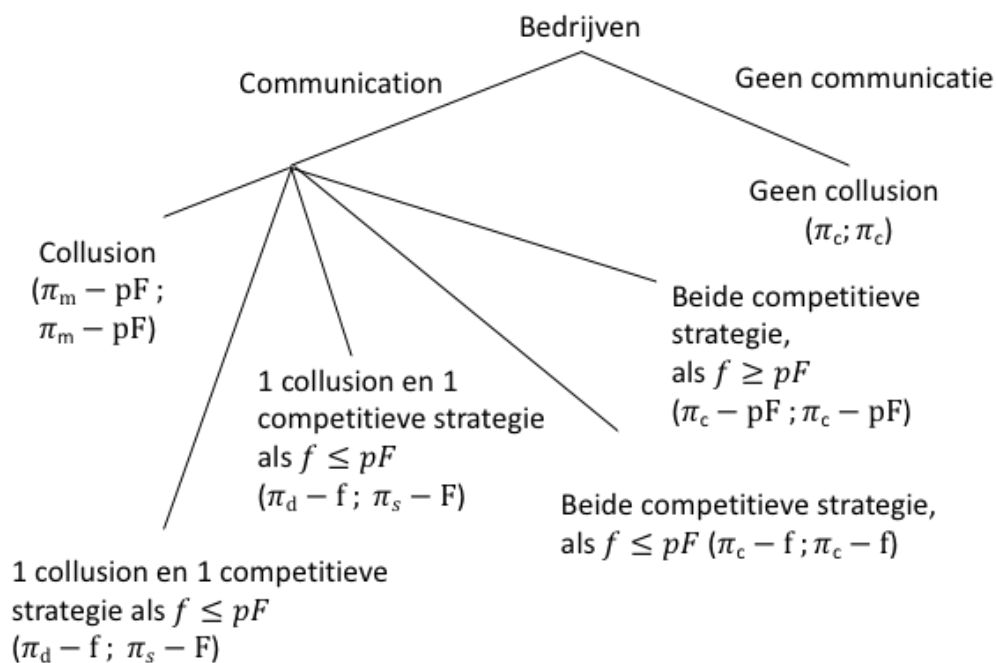 Bedrijven
Communication
Geen communicatie
Geen collusion
(π_c; π_c)
Collusion
(π_m − pF ;
π_m − pF)
Beide competitieve
strategie,
als f ≥ pF
(π_c − pF ; π_c − pF)
1 collusion en 1
competitieve strategie
als f ≤ pF
(π_d − f ; π_s − F)
Beide competitieve strategie,
als f ≤ pF (π_c − f ; π_c − f)
1 collusion en 1 competitieve
strategie als f ≤ pF
(π_d − f ; π_s − F)